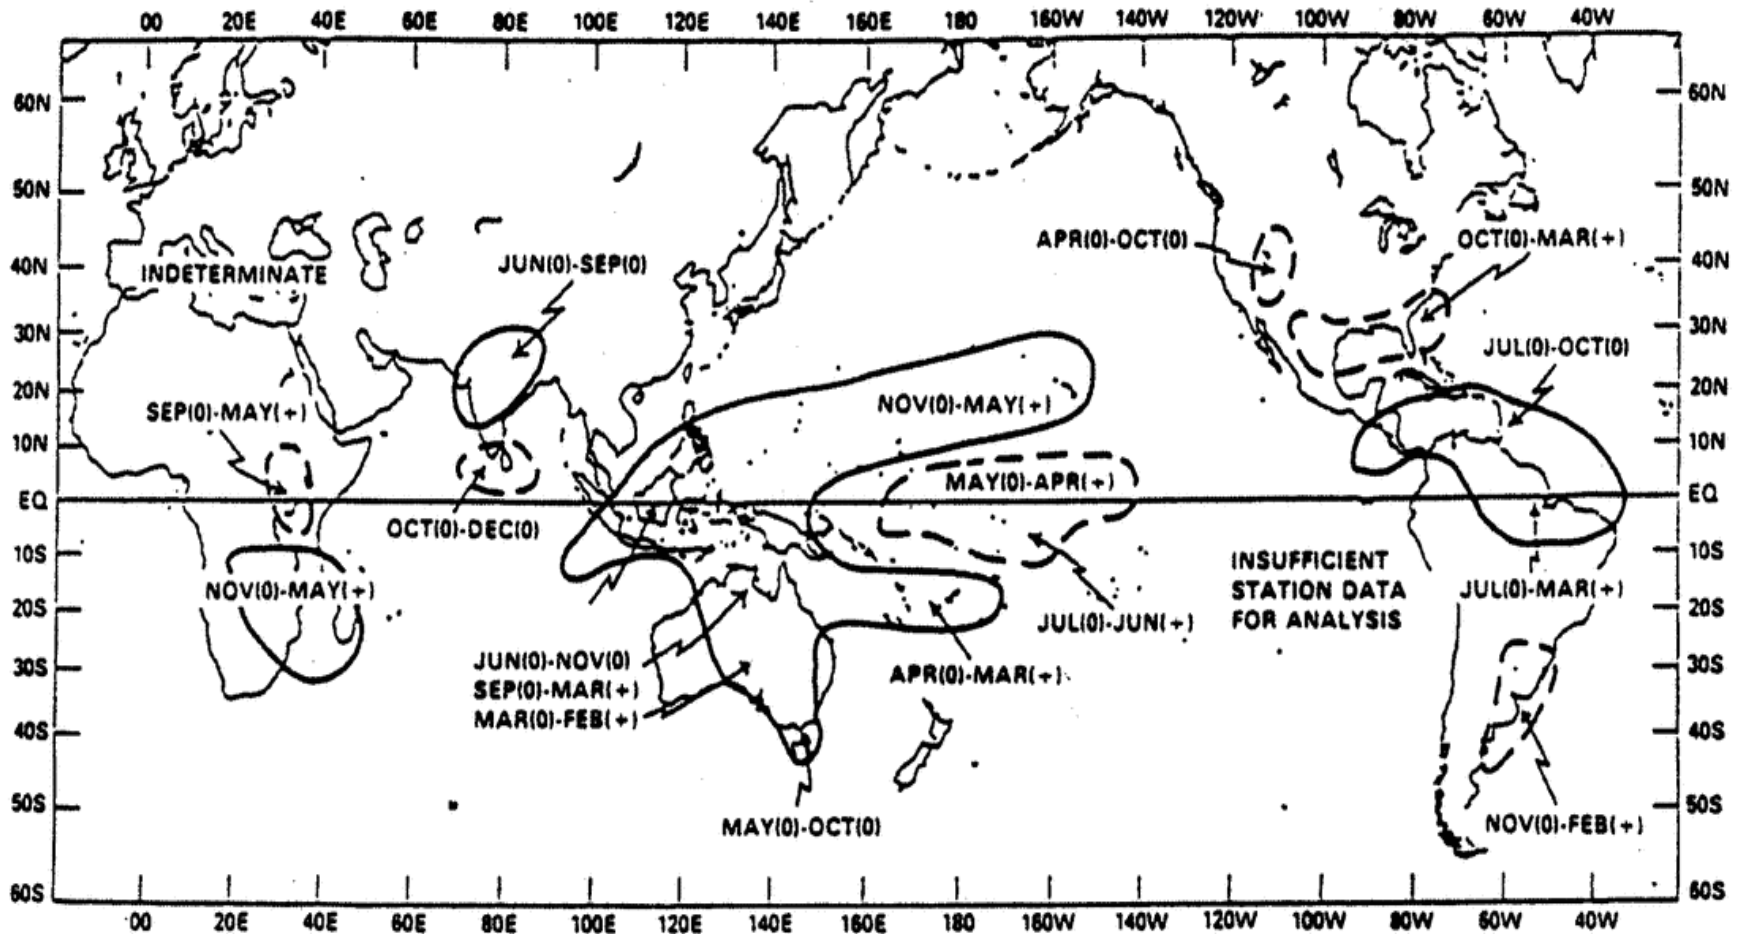 00 20E 40E 60E 80E 100E 120E 140E 160E 180 160W 140W 120W 100W 80W 60W 40W
60N 60N
50N 50N
APR(0)-OCT(0) OCT(0)-MAR(+)
40N INDETERMINATE JUN(0)-SEP(0) 40N
30N 30N
JUL(0)-OCT(0)
20N 20N
SEP(0)-MAY(+) NOV(0)-MAY(+)
10N 10N
MAY(0)-APR(+)
EQ EQ
OCT(0)-DEC(0)
10S 10S
INSUFFICIENT
NOV(0)-MAY(+) STATION DATA JUL(0)-MAR(+)
20S 20S
JUL(0)-JUN(+) FOR ANALYSIS
JUN(0)-NOV(0)
30S APR(0)-MAR(+) 30S
SEP(0)-MAR(+)
MAR(0)-FEB(+)
40S 40S
50S 50S
MAY(0)-OCT(0) NOV(0)-FEB(+)
60S 60S
00 20E 40E 60E 80E 100E 120E 140E 160E 180 160W 140W 120W 100W 80W 60W 40W